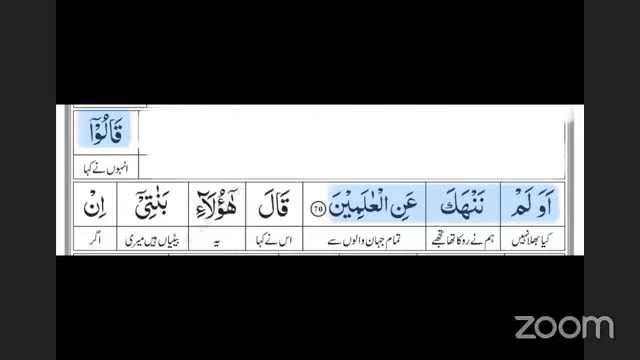 قَالُوْۤا
انہوں نے کہا
اَوَ لَمْ نَنْهَكَ عَنِ الْعٰلَمِيْنَ ﴿70﴾ قَالَ هٰۤؤُلَآءِ بَنٰتِيْۤ اِنْ
کیا بھلا نہیں ہم نے روکا تھا تجھے تمام جہان والوں سے اس نے کہا یہ بیٹیاں ہیں میری اگر
zoom